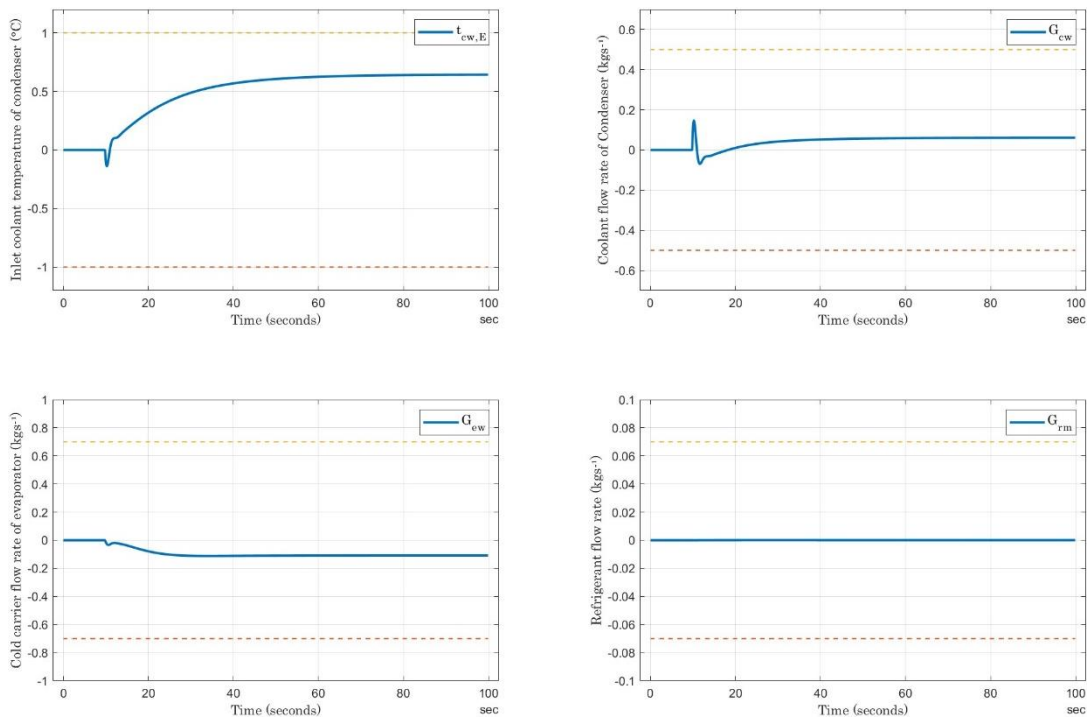 Inlet coolant temperature of condenser (°C)
1
0.5
0
-0.5
-1
t_cw,E
0 20 40 60 80 100
Time (seconds)
sec
Coolant flow rate of Condenser (kgs⁻¹)
0.6
0.4
0.2
0
-0.2
-0.4
-0.6
G_cw
0 20 40 60 80 100
Time (seconds)
sec
Cold carrier flow rate of evaporator (kgs⁻¹)
1
0.8
0.6
0.4
0.2
0
-0.2
-0.4
-0.6
-0.8
-1
G_ew
0 20 40 60 80 100
Time (seconds)
sec
Refrigerant flow rate (kgs⁻¹)
0.1
0.08
0.06
0.04
0.02
0
-0.02
-0.04
-0.06
-0.08
-0.1
G_rm
0 20 40 60 80 100
Time (seconds)
sec